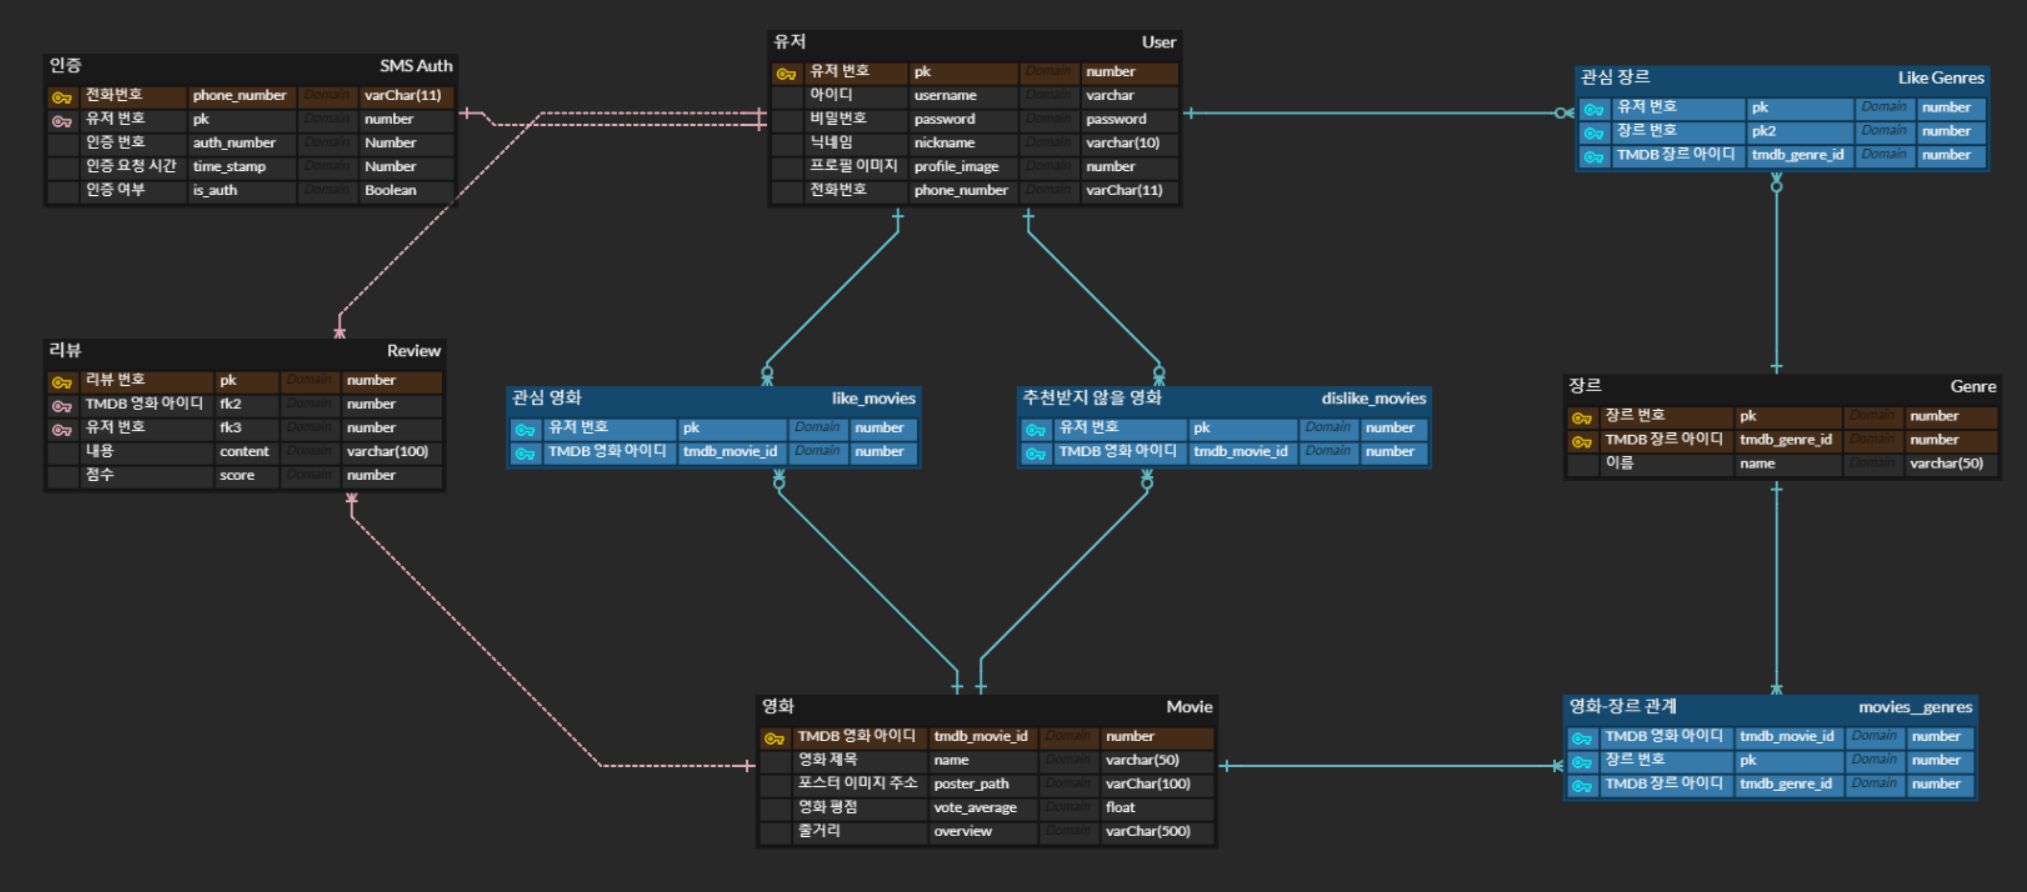 인증 SMS Auth
전화번호 phone_number Domain varChar(11)
유저 번호 pk Domain number
인증 번호 auth_number Domain Number
인증 요청 시간 time_stamp Domain Number
인증 여부 is_auth Domain Boolean
유저 User
유저 번호 pk Domain number
아이디 username Domain varchar
비밀번호 password Domain password
닉네임 nickname Domain varchar(10)
프로필 이미지 profile_image Domain number
전화번호 phone_number Domain varChar(11)
관심 장르 Like Genres
유저 번호 pk Domain number
장르 번호 pk2 Domain number
TMDB 장르 아이디 tmdb_genre_id Domain number
리뷰 Review
리뷰 번호 pk Domain number
TMDB 영화 아이디 fk2 Domain number
유저 번호 fk3 Domain number
내용 content Domain varchar(100)
점수 score Domain number
관심 영화 like_movies
유저 번호 pk Domain number
TMDB 영화 아이디 tmdb_movie_id Domain number
추천받지 않을 영화 dislike_movies
유저 번호 pk Domain number
TMDB 영화 아이디 tmdb_movie_id Domain number
장르 Genre
장르 번호 pk Domain number
TMDB 장르 아이디 tmdb_genre_id Domain number
이름 name Domain varchar(50)
영화 Movie
TMDB 영화 아이디 tmdb_movie_id Domain number
영화 제목 name Domain varchar(50)
포스터 이미지 주소 poster_path Domain varChar(100)
영화 평점 vote_average Domain float
줄거리 overview Domain varChar(500)
영화-장르 관계 movies__genres
TMDB 영화 아이디 tmdb_movie_id Domain number
장르 번호 pk Domain number
TMDB 장르 아이디 tmdb_genre_id Domain number